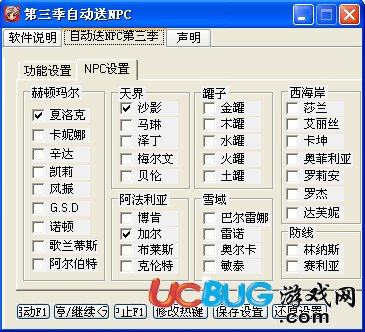 第三季自动送NPC
软件说明 自动送NPC第三季 声明
功能设置 NPC设置
赫顿玛尔
夏洛克
卡妮娜
辛达
凯莉
风振
G.S.D
诺顿
歌兰蒂斯
阿尔伯特
天界
沙影
马琳
泽丁
梅尔文
贝伦
阿法利亚
博肯
加尔
布莱斯
克伦特
罐子
金罐
木罐
水罐
火罐
土罐
雪域
巴尔雷娜
雷诺
奥尔卡
敏泰
西海岸
莎兰
艾丽丝
卡坤
奥菲利亚
罗莉安
罗杰
达芙妮
防线
林纳斯
赛利亚
动F1 停/继续 止F1 修改热键 保存设置 还原设置
UCBUG游戏网
.com